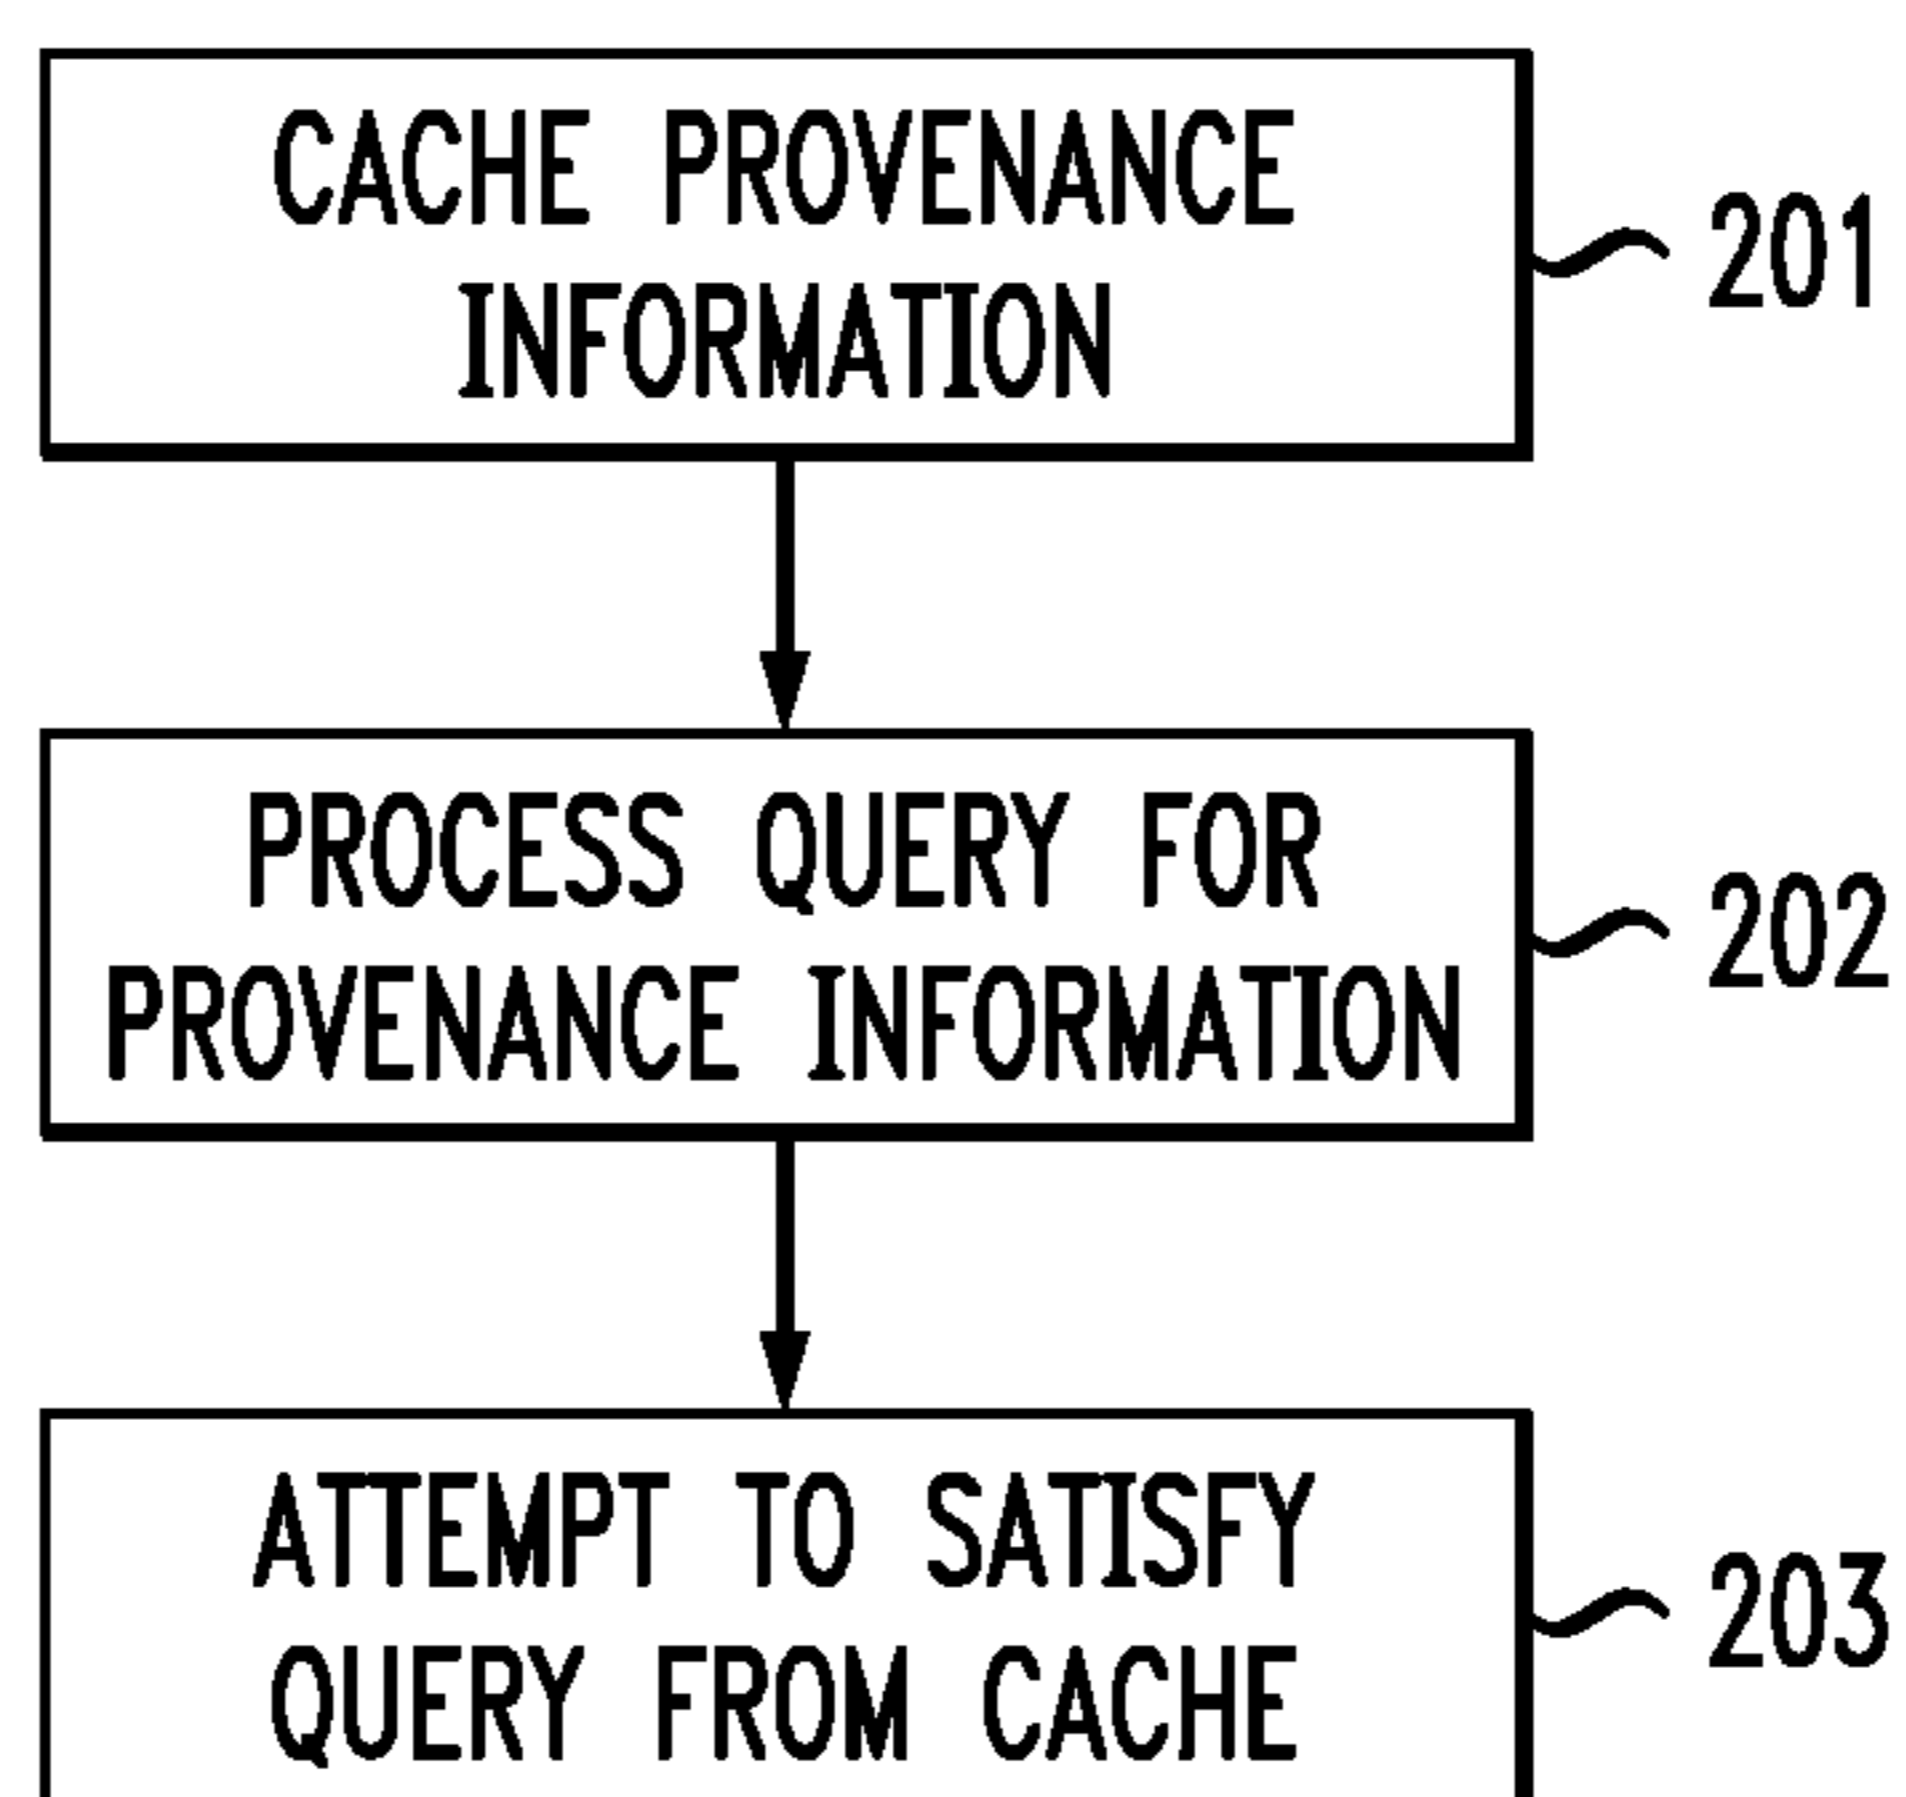 CACHE PROVENANCE
INFORMATION
201
PROCESS QUERY FOR
PROVENANCE INFORMATION
202
ATTEMPT TO SATISFY
QUERY FROM CACHE
203